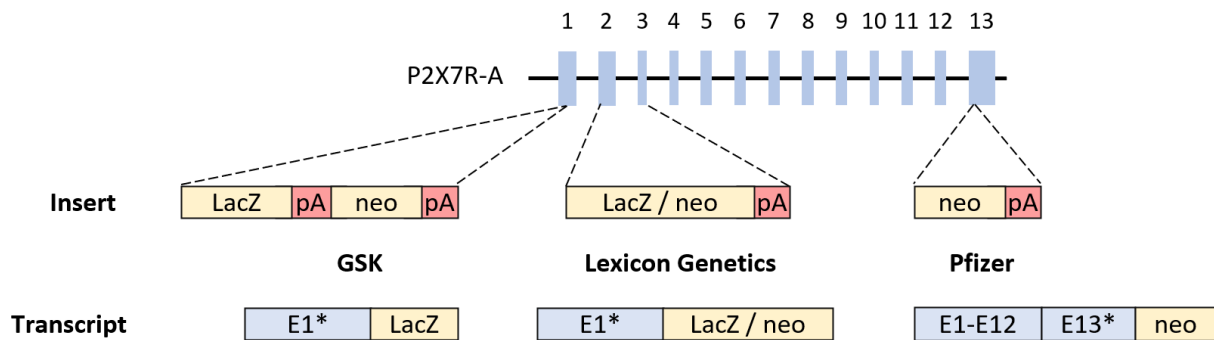 1 2 3 4 5 6 7 8 9 10 11 12 13
P2X7R-A
Insert LacZ pA neo pA LacZ / neo pA neo pA
GSK Lexicon Genetics Pfizer
Transcript E1* LacZ E1* LacZ / neo E1-E12 E13* neo